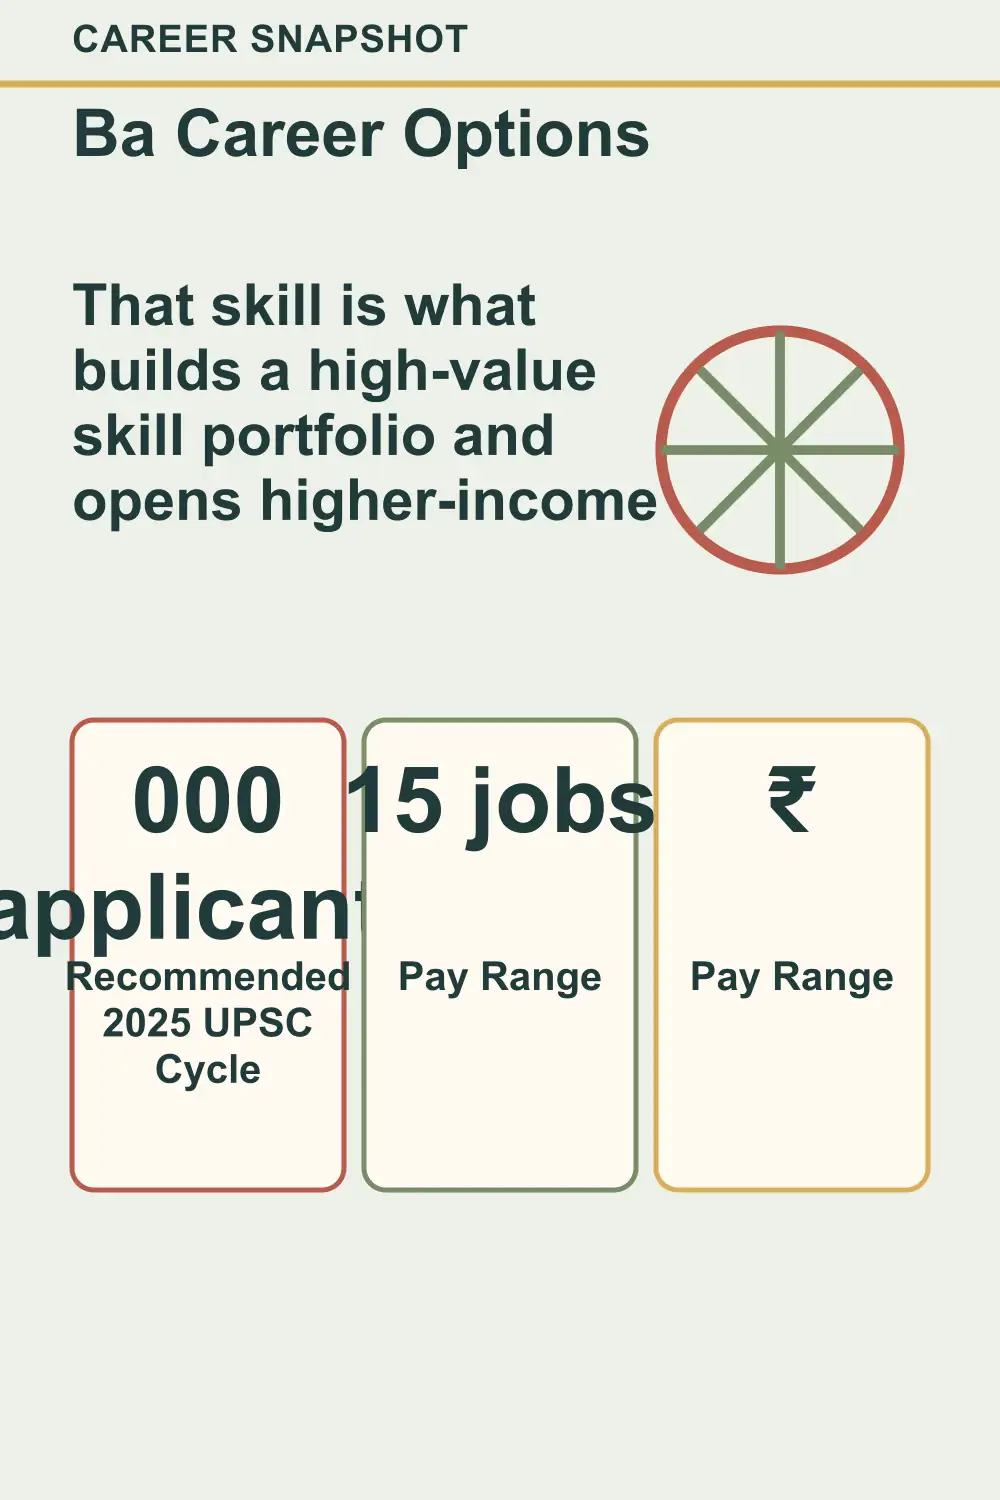 CAREER SNAPSHOT
Ba Career Options
That skill is what
builds a high-value
skill portfolio and
opens higher-income
000
applicant
Recommended
2025 UPSC
Cycle
15 jobs
Pay Range
₹
Pay Range